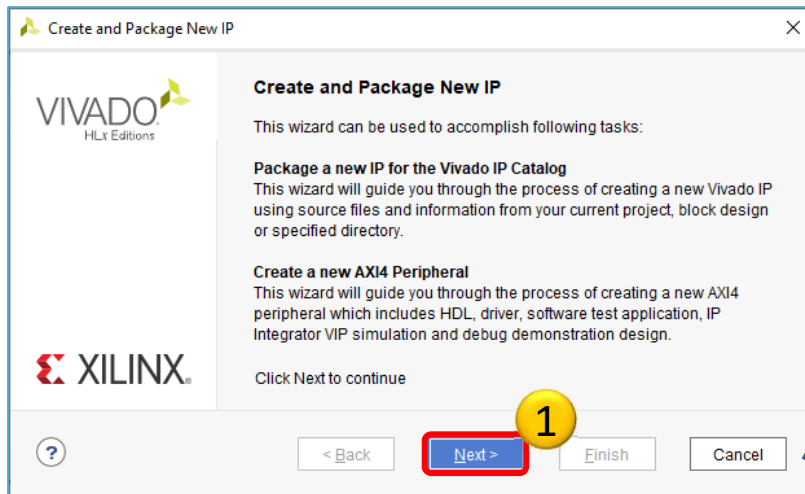 Create and Package New IP
VIVADO.
HLx Editions
Create and Package New IP
This wizard can be used to accomplish following tasks:
Package a new IP for the Vivado IP Catalog
This wizard will guide you through the process of creating a new Vivado IP
using source files and information from your current project, block design
or specified directory.
Create a new AXI4 Peripheral
This wizard will guide you through the process of creating a new AXI4
peripheral which includes HDL, driver, software test application, IP
Integrator VIP simulation and debug demonstration design.
XILINX.
Click Next to continue
1
?
< Back
Next >
Finish
Cancel